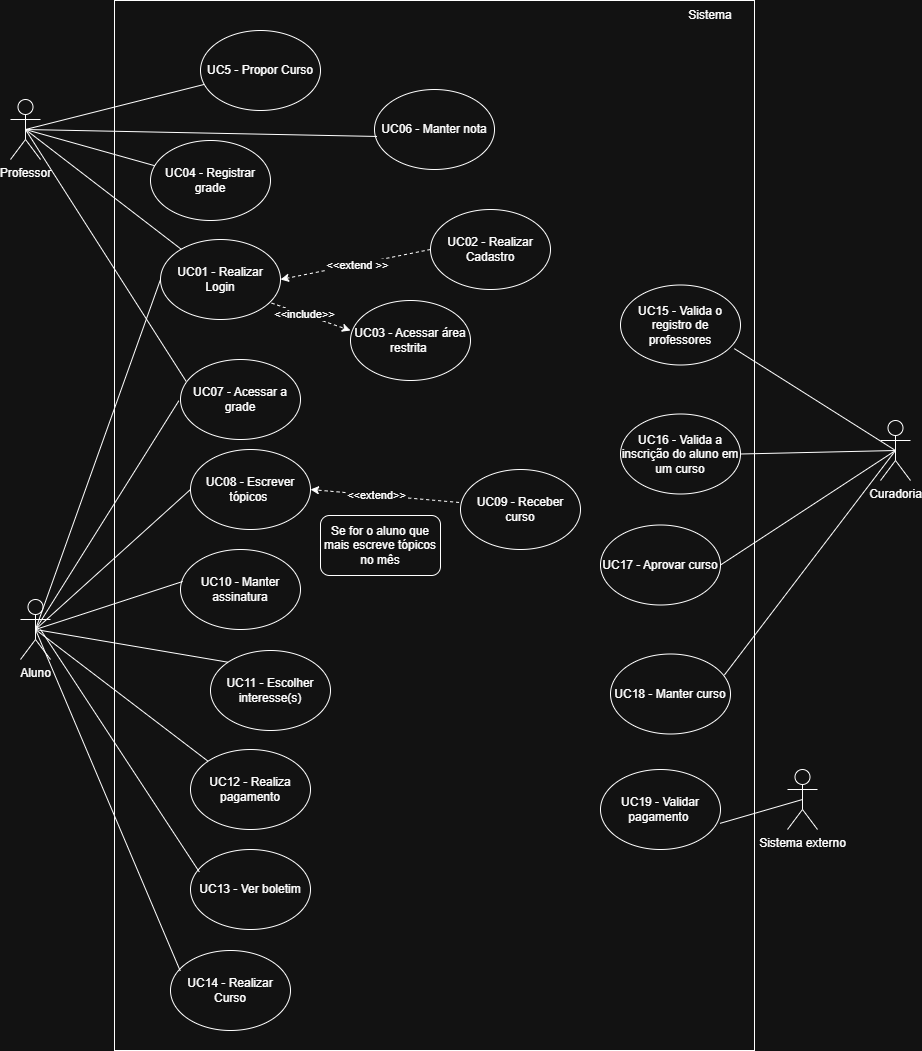 Sistema
UC5 - Propor Curso
UC06 - Manter nota
Professor
UC04 - Registrar
grade
UC02 - Realizar
Cadastro
<<extend >>
UC01 - Realizar
Login
<<include>>
UC03 - Acessar área
restrita
UC15 - Valida o
registro de
professores
UC07 - Acessar a
grade
UC16 - Valida a
inscrição do aluno em
um curso
Curadoria
UC08 - Escrever
tópicos
<<extend>>
UC09 - Receber
curso
Se for o aluno que
mais escreve tópicos
no mês
UC17 - Aprovar curso
UC10 - Manter
assinatura
Aluno
UC11 - Escolher
interesse(s)
UC18 - Manter curso
UC12 - Realiza
pagamento
UC19 - Validar
pagamento
Sistema externo
UC13 - Ver boletim
UC14 - Realizar
Curso